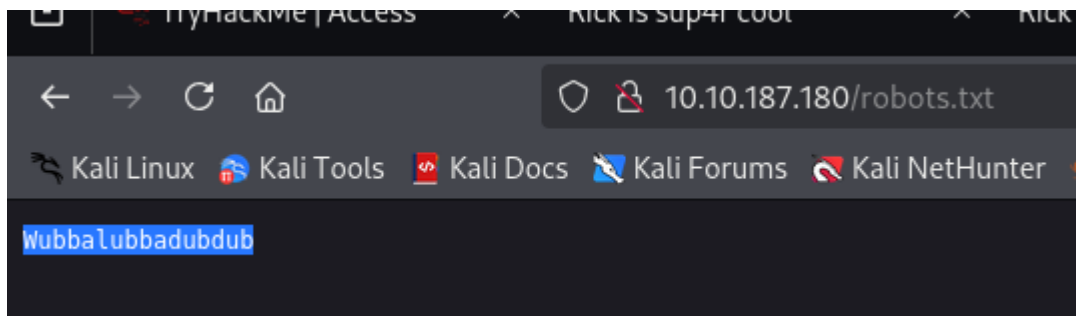 TryHackMe | Access × Rick is sup4r cool × Rick
10.10.187.180/robots.txt
Kali Linux Kali Tools Kali Docs Kali Forums Kali NetHunter
Wubbalubbadubdub